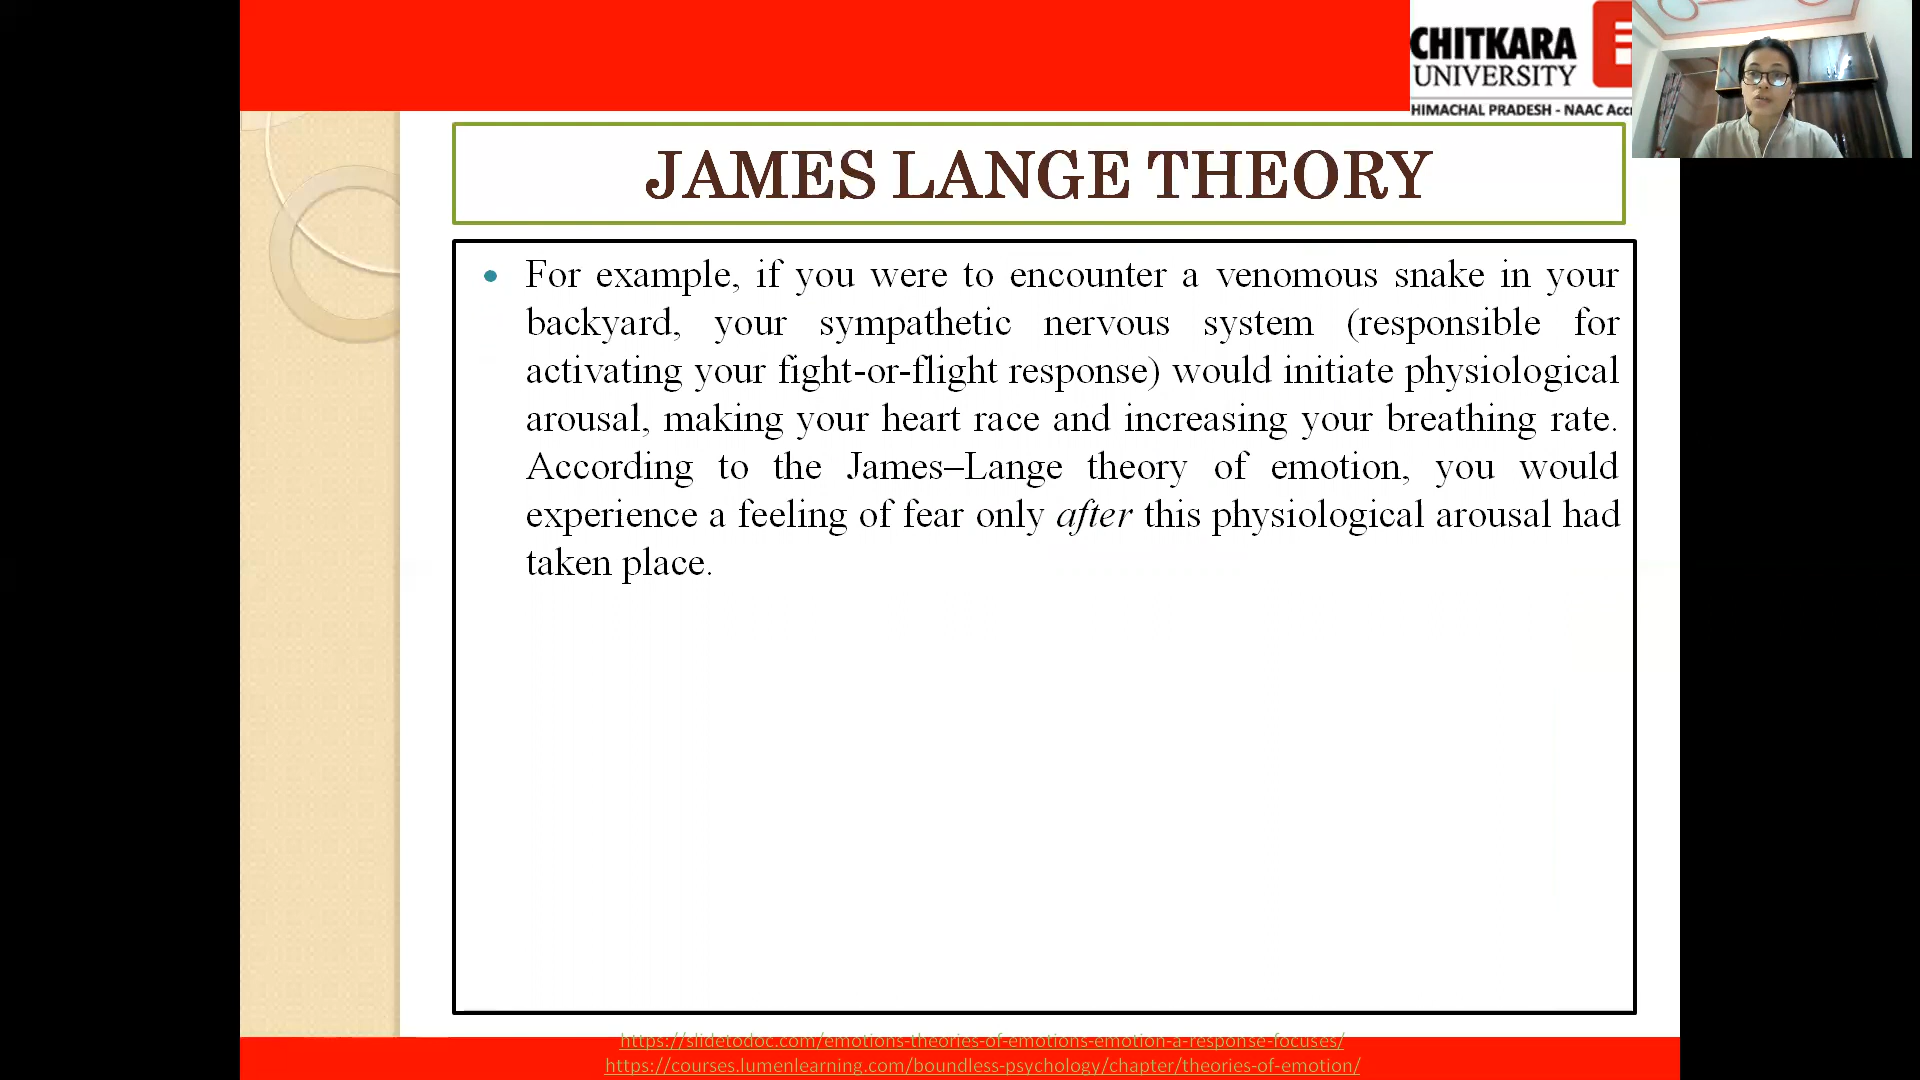 CHITKARA
UNIVERSITY
HIMACHAL PRADESH - NAAC
JAMES LANGE THEORY
• For example, if you were to encounter a venomous snake in your
backyard, your sympathetic nervous system (responsible for
activating your fight-or-flight response) would initiate physiological
arousal, making your heart race and increasing your breathing rate.
According to the James–Lange theory of emotion, you would
experience a feeling of fear only after this physiological arousal had
taken place.
https://slidetodoc.com/emotions-theories-of-emotions-emotion-a-response-focuses/
https://courses.lumenlearning.com/boundless-psychology/chapter/theories-of-emotion/